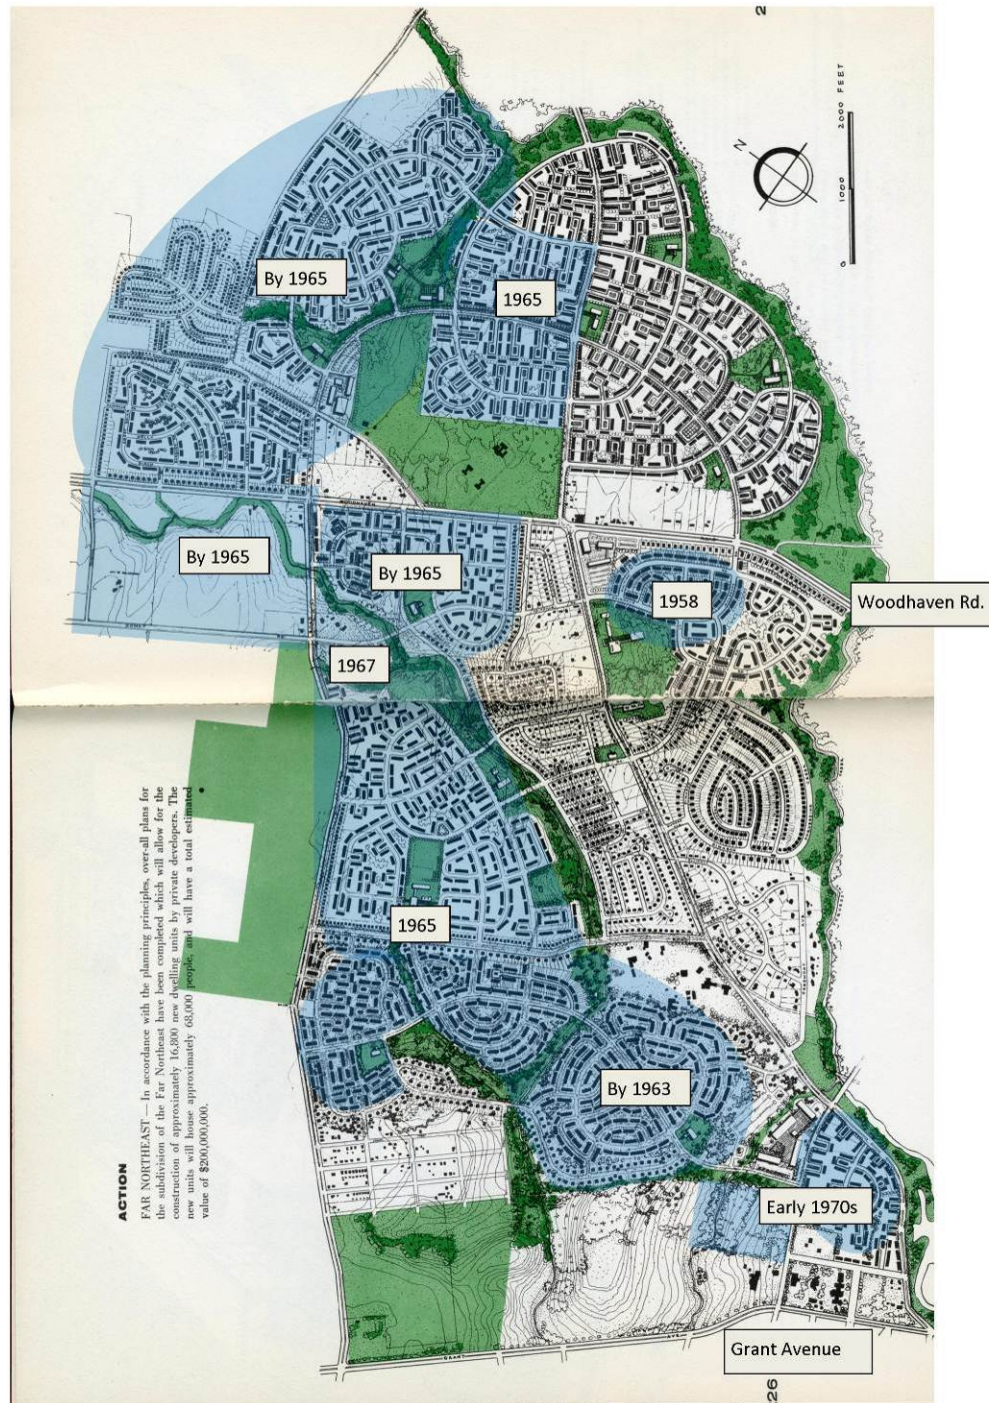 2
N
0 1000 2000 FEET
By 1965
1965
By 1965
By 1965
1958
Woodhaven Rd.
1967
1965
By 1963
Early 1970s
Grant Avenue
GRANT AVE.
26
ACTION
FAR NORTHEAST — In accordance with the planning principles, over-all plans for
the subdivision of the Far Northeast have been completed which will allow for the
construction of approximately 16,800 new dwelling units by private developers. The
new units will house approximately 68,000 people, and will have a total estimated
value of $200,000,000.